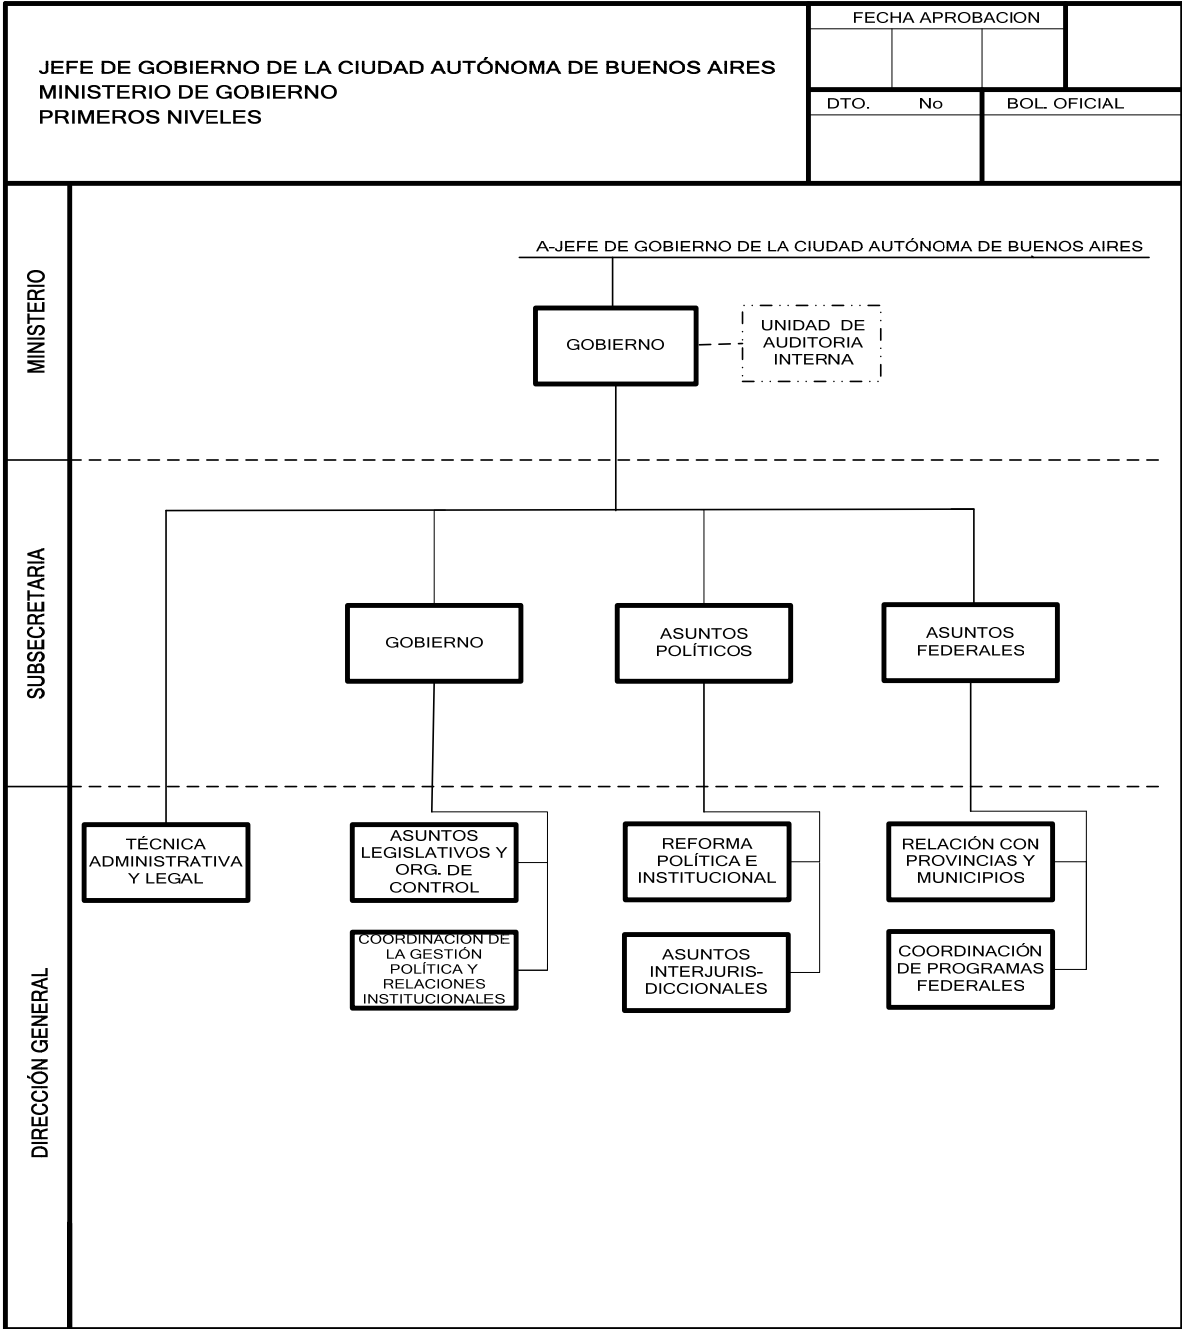 JEFE DE GOBIERNO DE LA CIUDAD AUTÓNOMA DE BUENOS AIRES
MINISTERIO DE GOBIERNO
PRIMEROS NIVELES
FECHA APROBACION
DTO. No
BOL. OFICIAL
MINISTERIO
A-JEFE DE GOBIERNO DE LA CIUDAD AUTÓNOMA DE BUENOS AIRES
GOBIERNO
UNIDAD DE
AUDITORIA
INTERNA
SUBSECRETARIA
GOBIERNO
ASUNTOS
POLÍTICOS
ASUNTOS
FEDERALES
DIRECCIÓN GENERAL
TÉCNICA
ADMINISTRATIVA
Y LEGAL
ASUNTOS
LEGISLATIVOS Y
ORG. DE
CONTROL
REFORMA
POLÍTICA E
INSTITUCIONAL
RELACIÓN CON
PROVINCIAS Y
MUNICIPIOS
COORDINACIÓN DE
LA GESTIÓN
POLÍTICA Y
RELACIONES
INSTITUCIONALES
ASUNTOS
INTERJURIS-
DICCIONALES
COORDINACIÓN
DE PROGRAMAS
FEDERALES